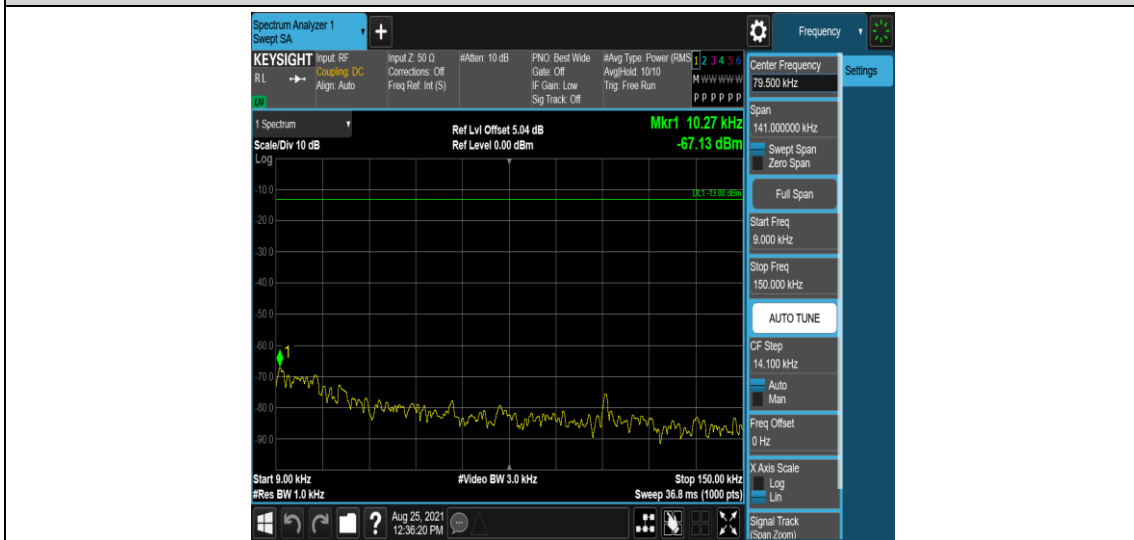 Spectrum Analyzer 1
Swept SA
+
Frequency
KEYSIGHT
RL
LXI
Input: RF
Coupling: DC
Align: Auto
Input Z: 50 Ω
Corrections: Off
Freq Ref: Int (S)
#Atten: 10 dB
PNO: Best Wide
Gate: Off
IF Gain: Low
Sig Track: Off
#Avg Type: Power (RMS
Avg|Hold: 10/10
Trig: Free Run
1 2 3 4 5 6
M W W W W W
P P P P P P
1 Spectrum
Scale/Div 10 dB
Ref Lvl Offset 5.04 dB
Ref Level 0.00 dBm
Mkr1 10.27 kHz
-67.13 dBm
Log
DL1 -13.00 dBm
-10.0
-20.0
-30.0
-40.0
-50.0
-60.0
1
-70.0
-80.0
-90.0
Start 9.00 kHz
#Video BW 3.0 kHz
Stop 150.00 kHz
#Res BW 1.0 kHz
Sweep 36.8 ms (1000 pts)
?
Aug 25, 2021
12:36:20 PM
Center Frequency
79.500 kHz
Settings
Span
141.000000 kHz
Swept Span
Zero Span
Full Span
Start Freq
9.000 kHz
Stop Freq
150.000 kHz
AUTO TUNE
CF Step
14.100 kHz
Auto
Man
Freq Offset
0 Hz
X Axis Scale
Log
Lin
Signal Track
(Span Zoom)